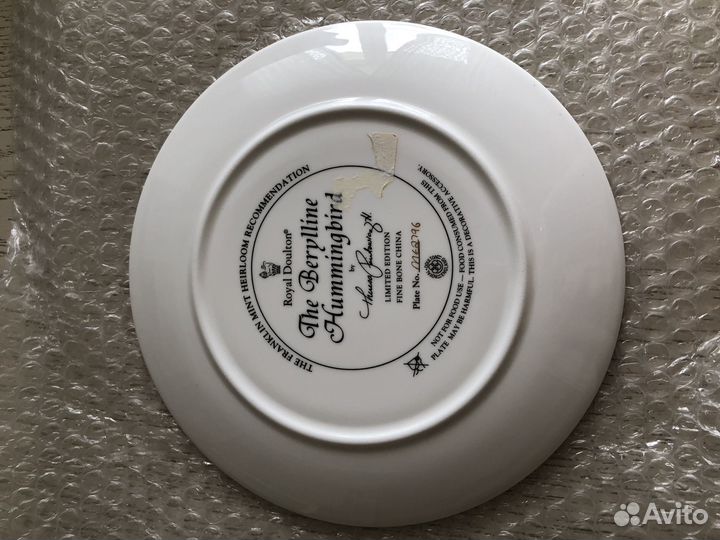 THE FRANKLIN MINT HEIRLOOM RECOMMENDATION
Royal Doulton®
The Berylline
Hummingbird
by
LIMITED EDITION
FINE BONE CHINA
Plate No.
NOT FOR FOOD USE — FOOD CONSUMED FROM THIS
PLATE MAY BE HARMFUL. THIS IS A DECORATIVE ACCESSORY.
Avito